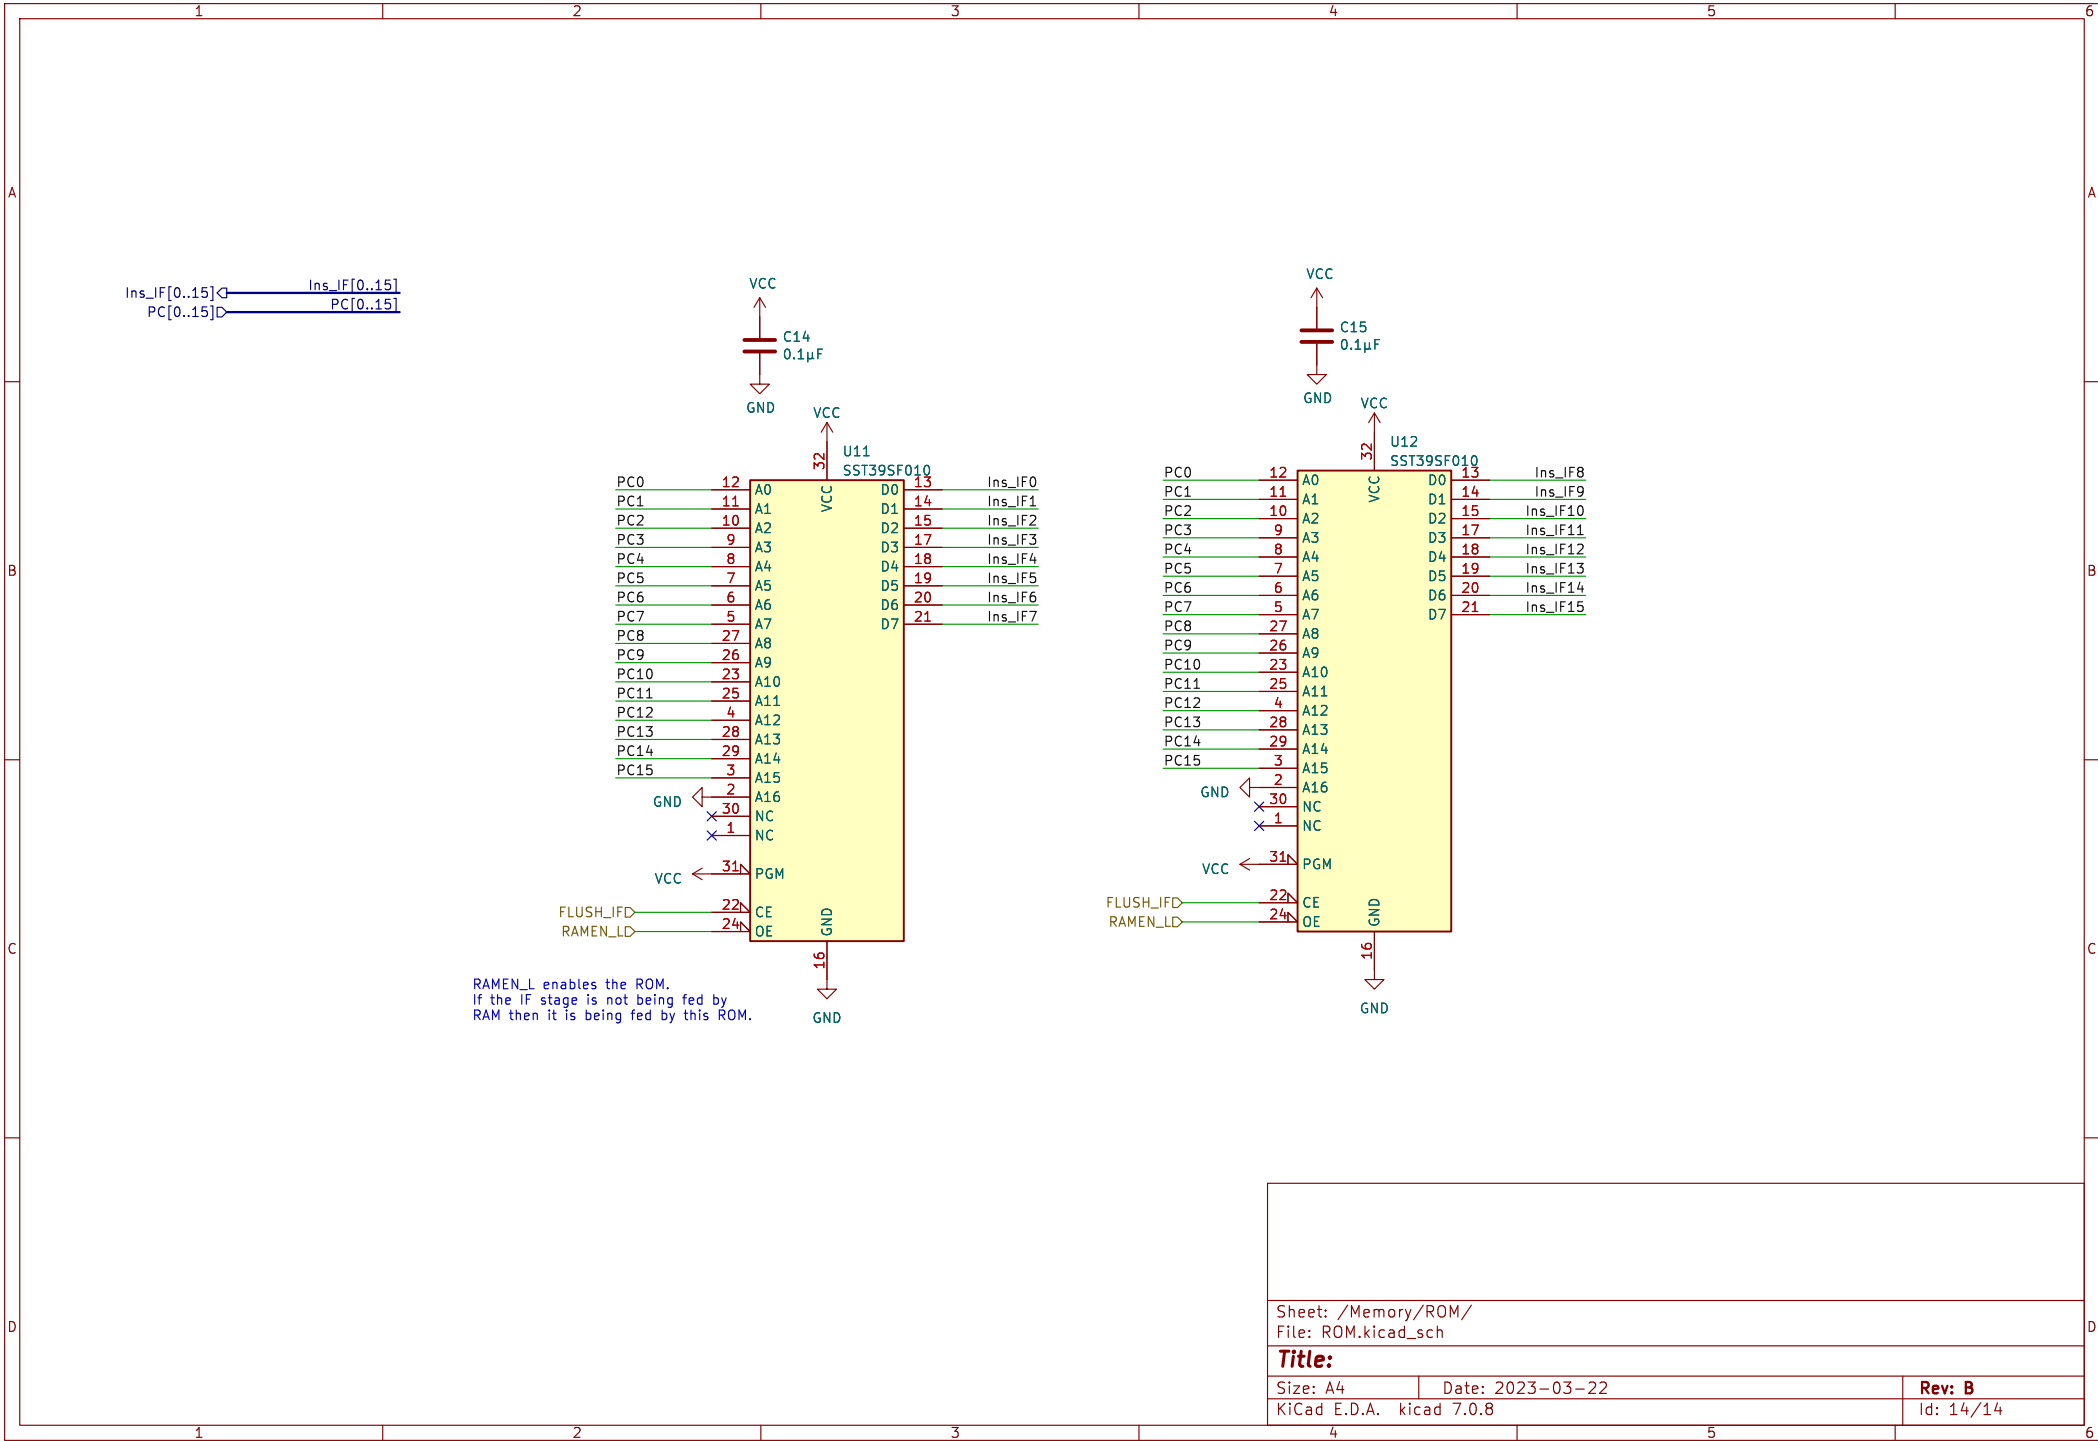 1 2 3 4 5 6
A A
Ins_IF[0..15] Ins_IF[0..15]
PC[0..15] PC[0..15]
VCC
C14
0.1µF
GND
VCC
C15
0.1µF
GND
VCC
32
U11
SST39SF010
VCC
PC0 12 A0 D0 13 Ins_IF0
PC1 11 A1 D1 14 Ins_IF1
PC2 10 A2 D2 15 Ins_IF2
PC3 9 A3 D3 17 Ins_IF3
PC4 8 A4 D4 18 Ins_IF4
PC5 7 A5 D5 19 Ins_IF5
PC6 6 A6 D6 20 Ins_IF6
PC7 5 A7 D7 21 Ins_IF7
PC8 27 A8
PC9 26 A9
PC10 23 A10
PC11 25 A11
PC12 4 A12
PC13 28 A13
PC14 29 A14
PC15 3 A15
GND 2 A16
30 NC
1 NC
VCC 31 PGM
FLUSH_IF 22 CE
RAMEN_L 24 OE
GND
16
GND
RAMEN_L enables the ROM.
If the IF stage is not being fed by
RAM then it is being fed by this ROM.
VCC
32
U12
SST39SF010
VCC
PC0 12 A0 D0 13 Ins_IF8
PC1 11 A1 D1 14 Ins_IF9
PC2 10 A2 D2 15 Ins_IF10
PC3 9 A3 D3 17 Ins_IF11
PC4 8 A4 D4 18 Ins_IF12
PC5 7 A5 D5 19 Ins_IF13
PC6 6 A6 D6 20 Ins_IF14
PC7 5 A7 D7 21 Ins_IF15
PC8 27 A8
PC9 26 A9
PC10 23 A10
PC11 25 A11
PC12 4 A12
PC13 28 A13
PC14 29 A14
PC15 3 A15
GND 2 A16
30 NC
1 NC
VCC 31 PGM
FLUSH_IF 22 CE
RAMEN_L 24 OE
GND
16
GND
B B
C C
D D
Sheet: /Memory/ROM/
File: ROM.kicad_sch
Title:
Size: A4 Date: 2023-03-22 Rev: B
KiCad E.D.A. kicad 7.0.8 Id: 14/14
1 2 3 4 5 6